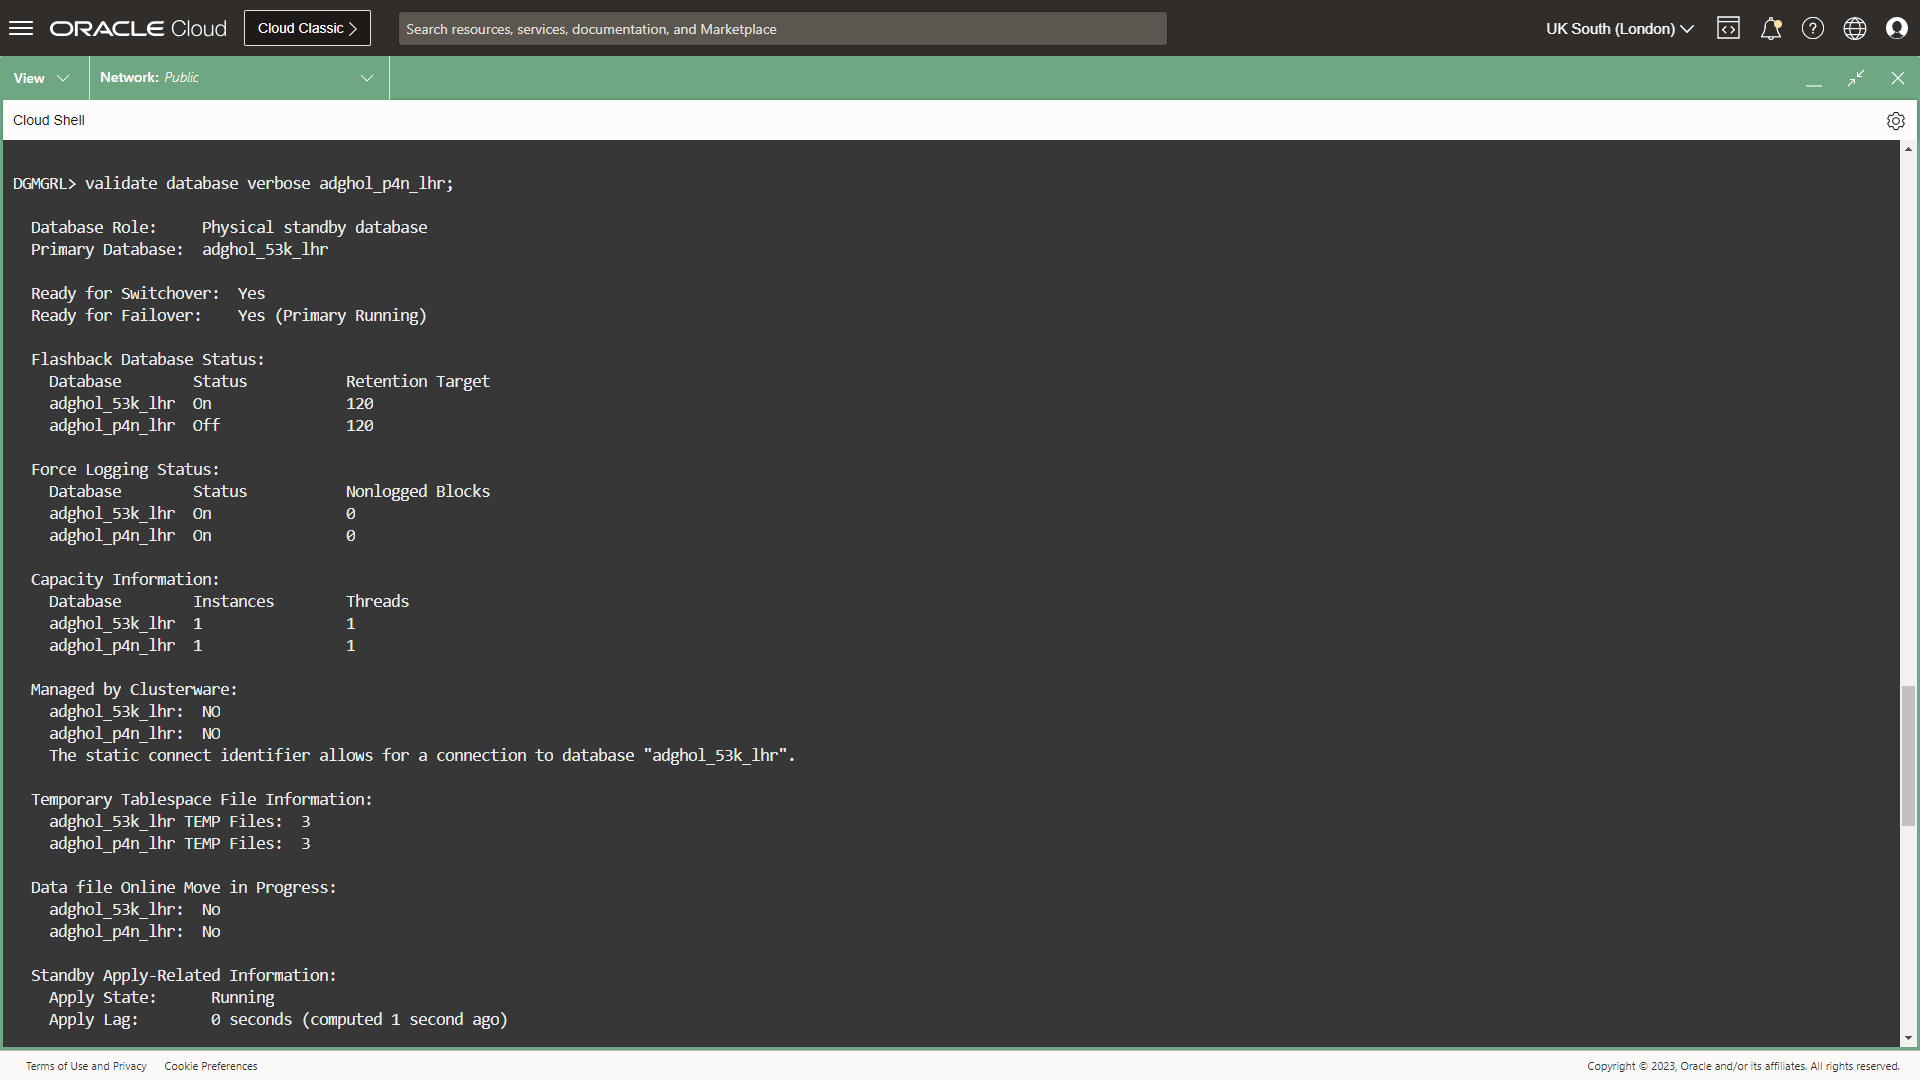 ORACLE Cloud
Cloud Classic
Search resources, services, documentation, and Marketplace
UK South (London)
View
Network: Public
Cloud Shell
DGMGRL> validate database verbose adghol_p4n_lhr;
Database Role: Physical standby database
Primary Database: adghol_53k_lhr
Ready for Switchover: Yes
Ready for Failover: Yes (Primary Running)
Flashback Database Status:
Database Status Retention Target
adghol_53k_lhr On 120
adghol_p4n_lhr Off 120
Force Logging Status:
Database Status Nonlogged Blocks
adghol_53k_lhr On 0
adghol_p4n_lhr On 0
Capacity Information:
Database Instances Threads
adghol_53k_lhr 1 1
adghol_p4n_lhr 1 1
Managed by Clusterware:
adghol_53k_lhr: NO
adghol_p4n_lhr: NO
The static connect identifier allows for a connection to database "adghol_53k_lhr".
Temporary Tablespace File Information:
adghol_53k_lhr TEMP Files: 3
adghol_p4n_lhr TEMP Files: 3
Data file Online Move in Progress:
adghol_53k_lhr: No
adghol_p4n_lhr: No
Standby Apply-Related Information:
Apply State: Running
Apply Lag: 0 seconds (computed 1 second ago)
Terms of Use and Privacy Cookie Preferences
Copyright © 2023, Oracle and/or its affiliates. All rights reserved.